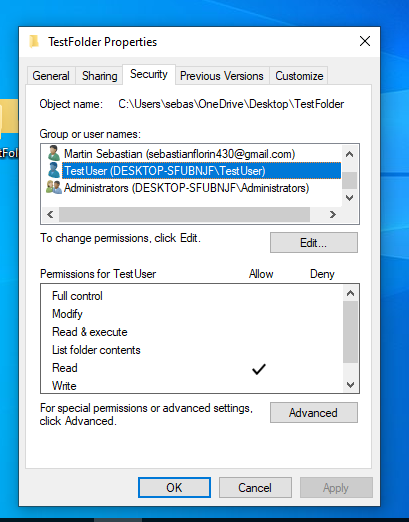 TestFolder Properties
General Sharing Security Previous Versions Customize
Object name: C:\Users\sebas\OneDrive\Desktop\TestFolder
Group or user names:
Martin Sebastian (sebastianflorin430@gmail.com)
TestUser (DESKTOP-SFUBNJF\TestUser)
Administrators (DESKTOP-SFUBNJF\Administrators)
To change permissions, click Edit.
Edit...
Permissions for TestUser Allow Deny
Full control
Modify
Read & execute
List folder contents
Read
Write
For special permissions or advanced settings,
click Advanced.
Advanced
OK Cancel Apply